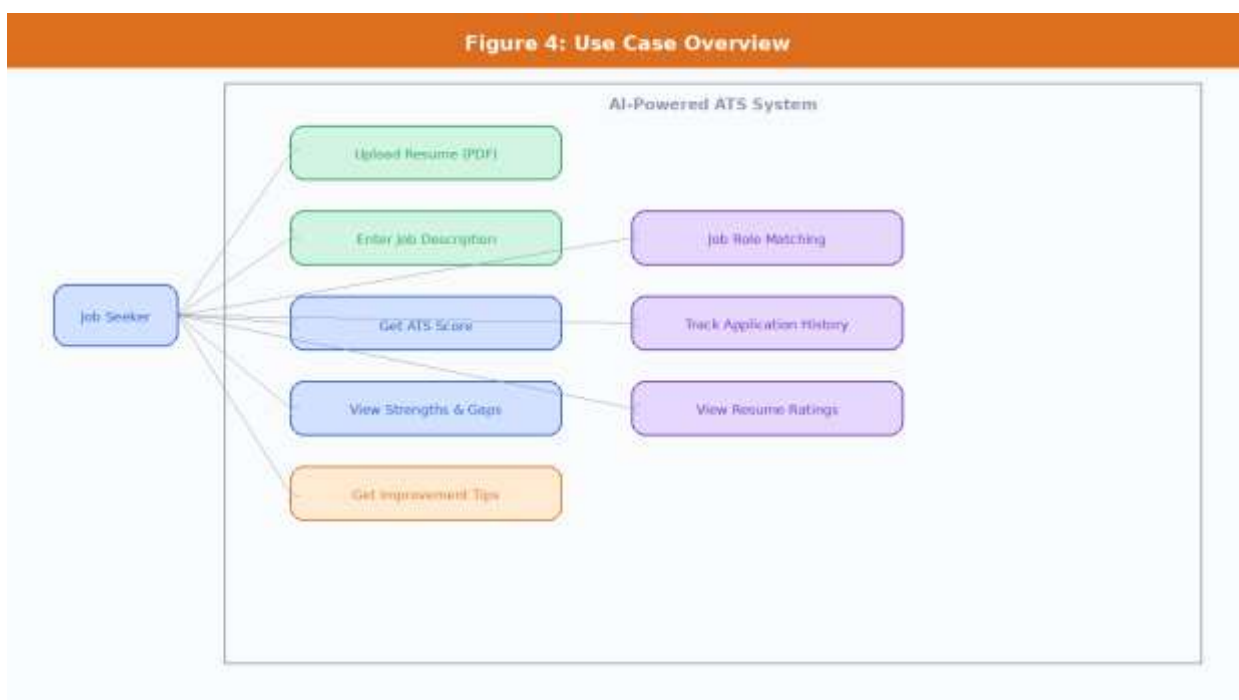 Figure 4: Use Case Overview
AI-Powered ATS System
Upload Resume (PDF)
Enter Job Description
Job Role Matching
Job Seeker
Get ATS Score
Track Application History
View Strengths & Gaps
View Resume Ratings
Get Improvement Tips